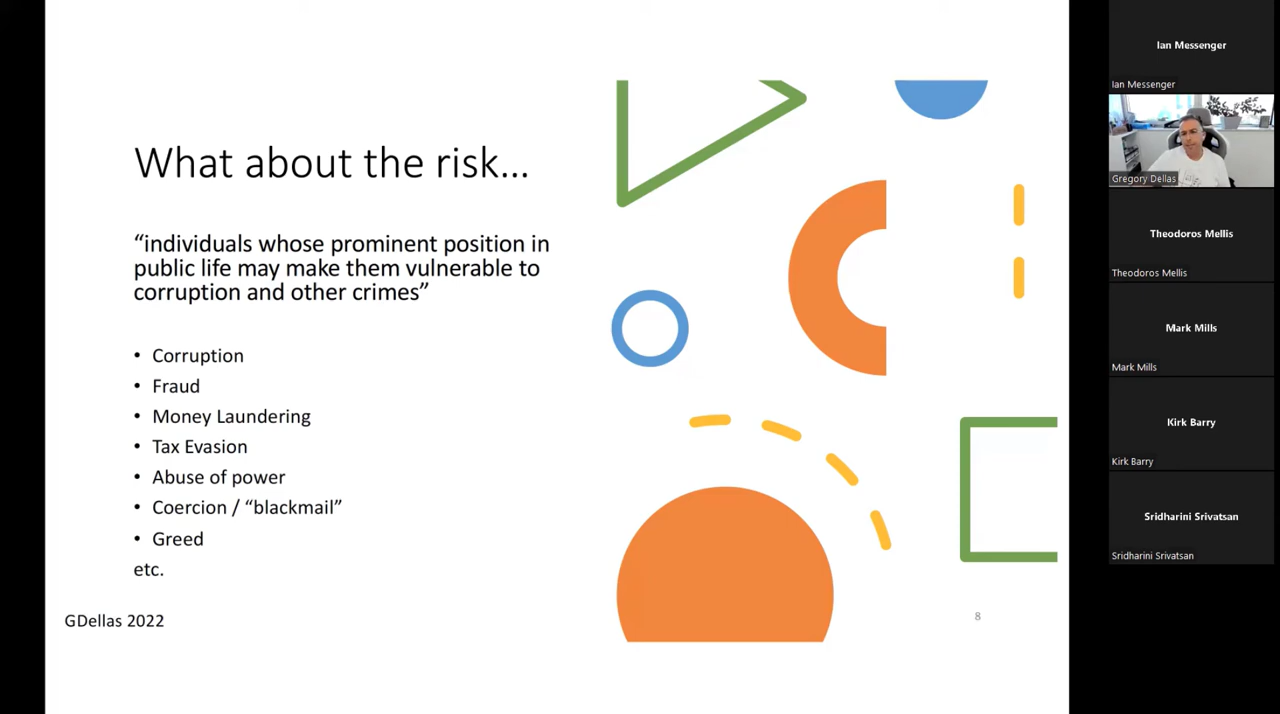 What about the risk...
“individuals whose prominent position in
public life may make them vulnerable to
corruption and other crimes”
• Corruption
• Fraud
• Money Laundering
• Tax Evasion
• Abuse of power
• Coercion / “blackmail”
• Greed
etc.
GDellas 2022
8
Ian Messenger
Ian Messenger
Gregory Dellas
Theodoros Mellis
Theodoros Mellis
Mark Mills
Mark Mills
Kirk Barry
Kirk Barry
Sridharini Srivatsan
Sridharini Srivatsan